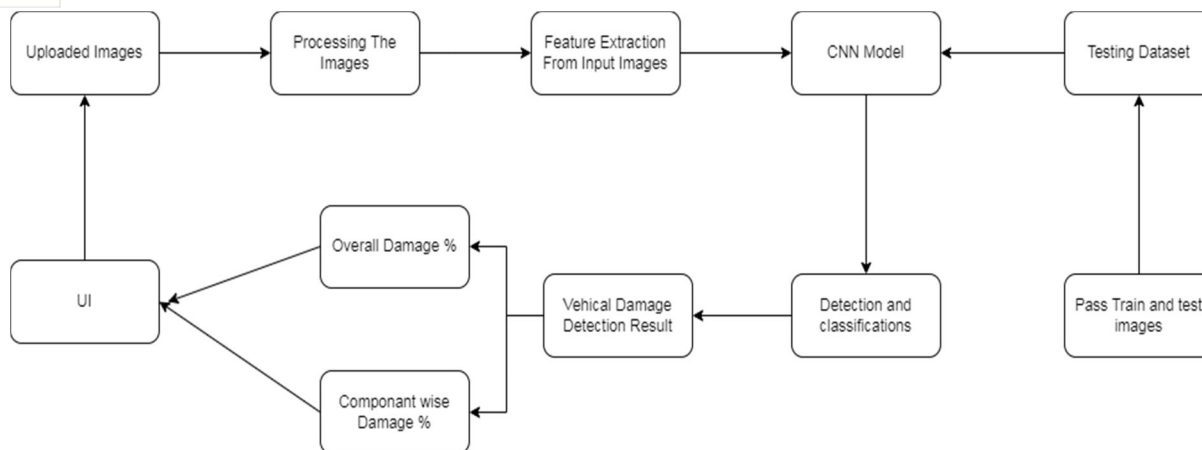 Uploaded Images
Processing The
Images
Feature Extraction
From Input Images
CNN Model
Testing Dataset
Overall Damage %
UI
Vehical Damage
Detection Result
Detection and
classifications
Pass Train and test
images
Componant wise
Damage %